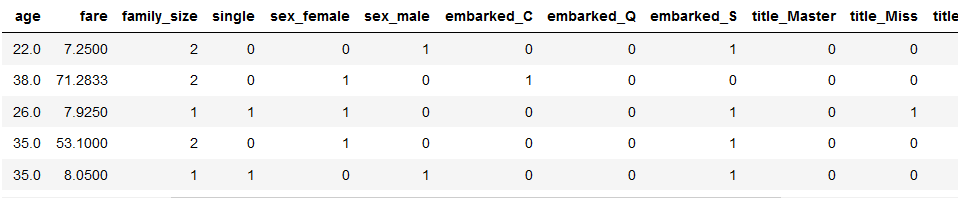 age fare family_size single sex_female sex_male embarked_C embarked_Q embarked_S title_Master title_Miss title
22.0 7.2500 2 0 0 1 0 0 1 0 0
38.0 71.2833 2 0 1 0 1 0 0 0 0
26.0 7.9250 1 1 1 0 0 0 1 0 1
35.0 53.1000 2 0 1 0 0 0 1 0 0
35.0 8.0500 1 1 0 1 0 0 1 0 0